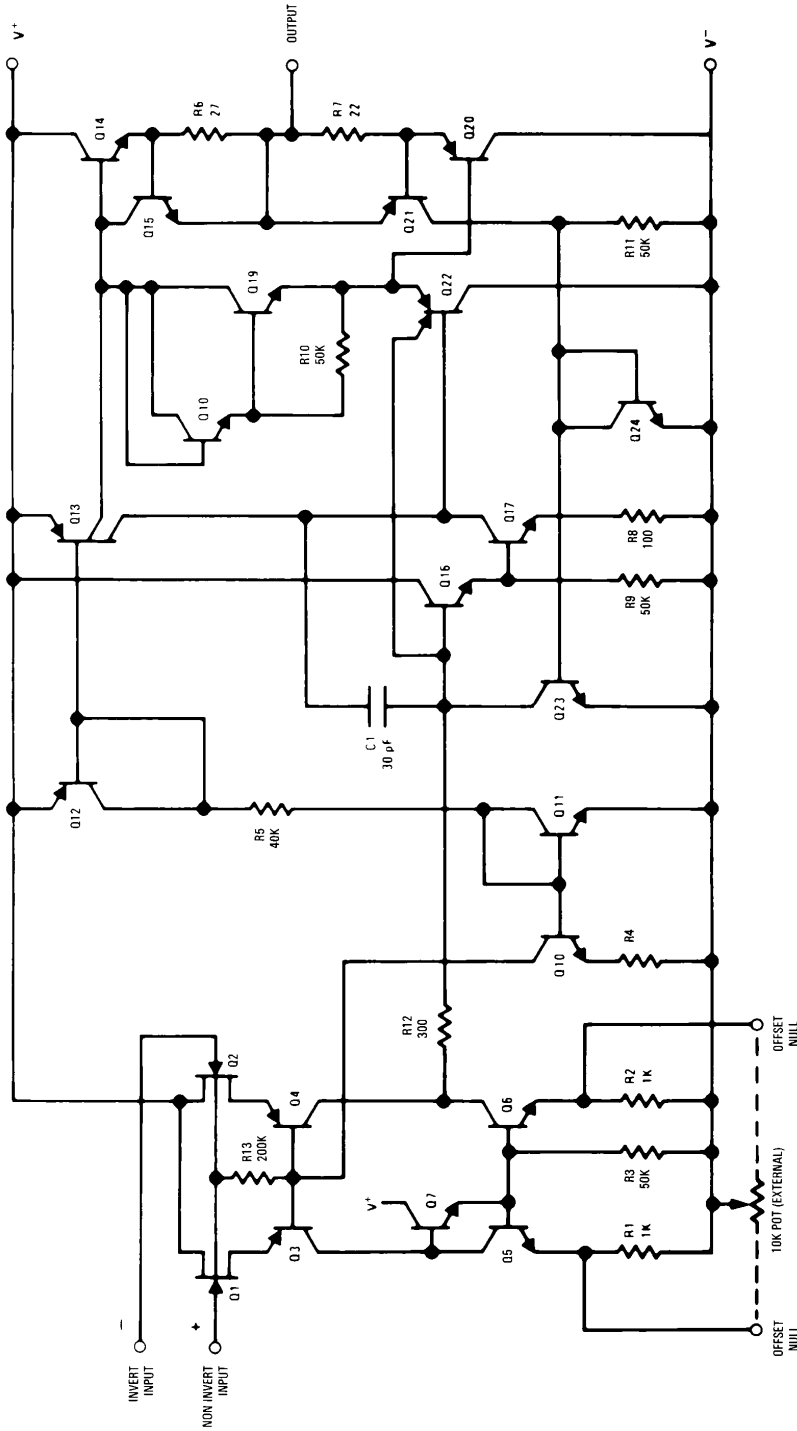 INVERT
INPUT
−
NON INVERT
INPUT
+
Q1
Q2
R13
200K
Q3
Q4
V+
Q7
Q5
Q6
R1
1K
R3
50K
R2
1K
R12
300
OFFSET
NULL
10K POT (EXTERNAL)
OFFSET
NULL
Q12
R5
40K
Q10
Q11
R4
C1
30 pF
Q23
Q13
Q16
Q17
R9
50K
R8
100
Q10
Q19
R10
50K
Q22
Q24
R11
50K
Q14
Q15
R6
27
R7
22
Q21
Q20
V+
OUTPUT
V−